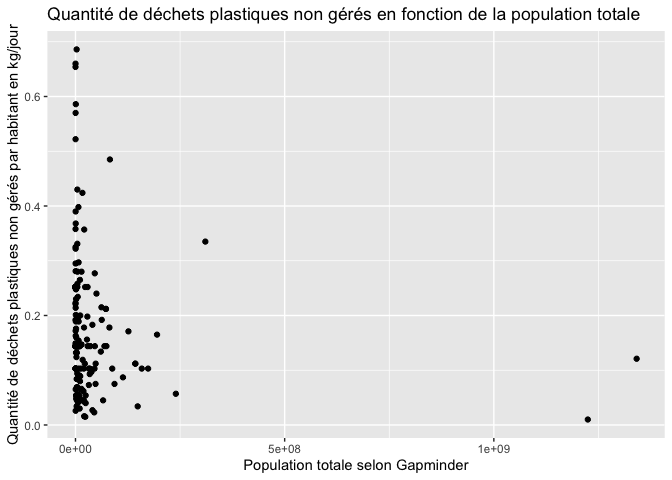 Quantité de déchets plastiques non gérés en fonction de la population totale
Quantité de déchets plastiques non gérés par habitant en kg/jour
0.6
0.4
0.2
0.0
0e+00
5e+08
1e+09
Population totale selon Gapminder